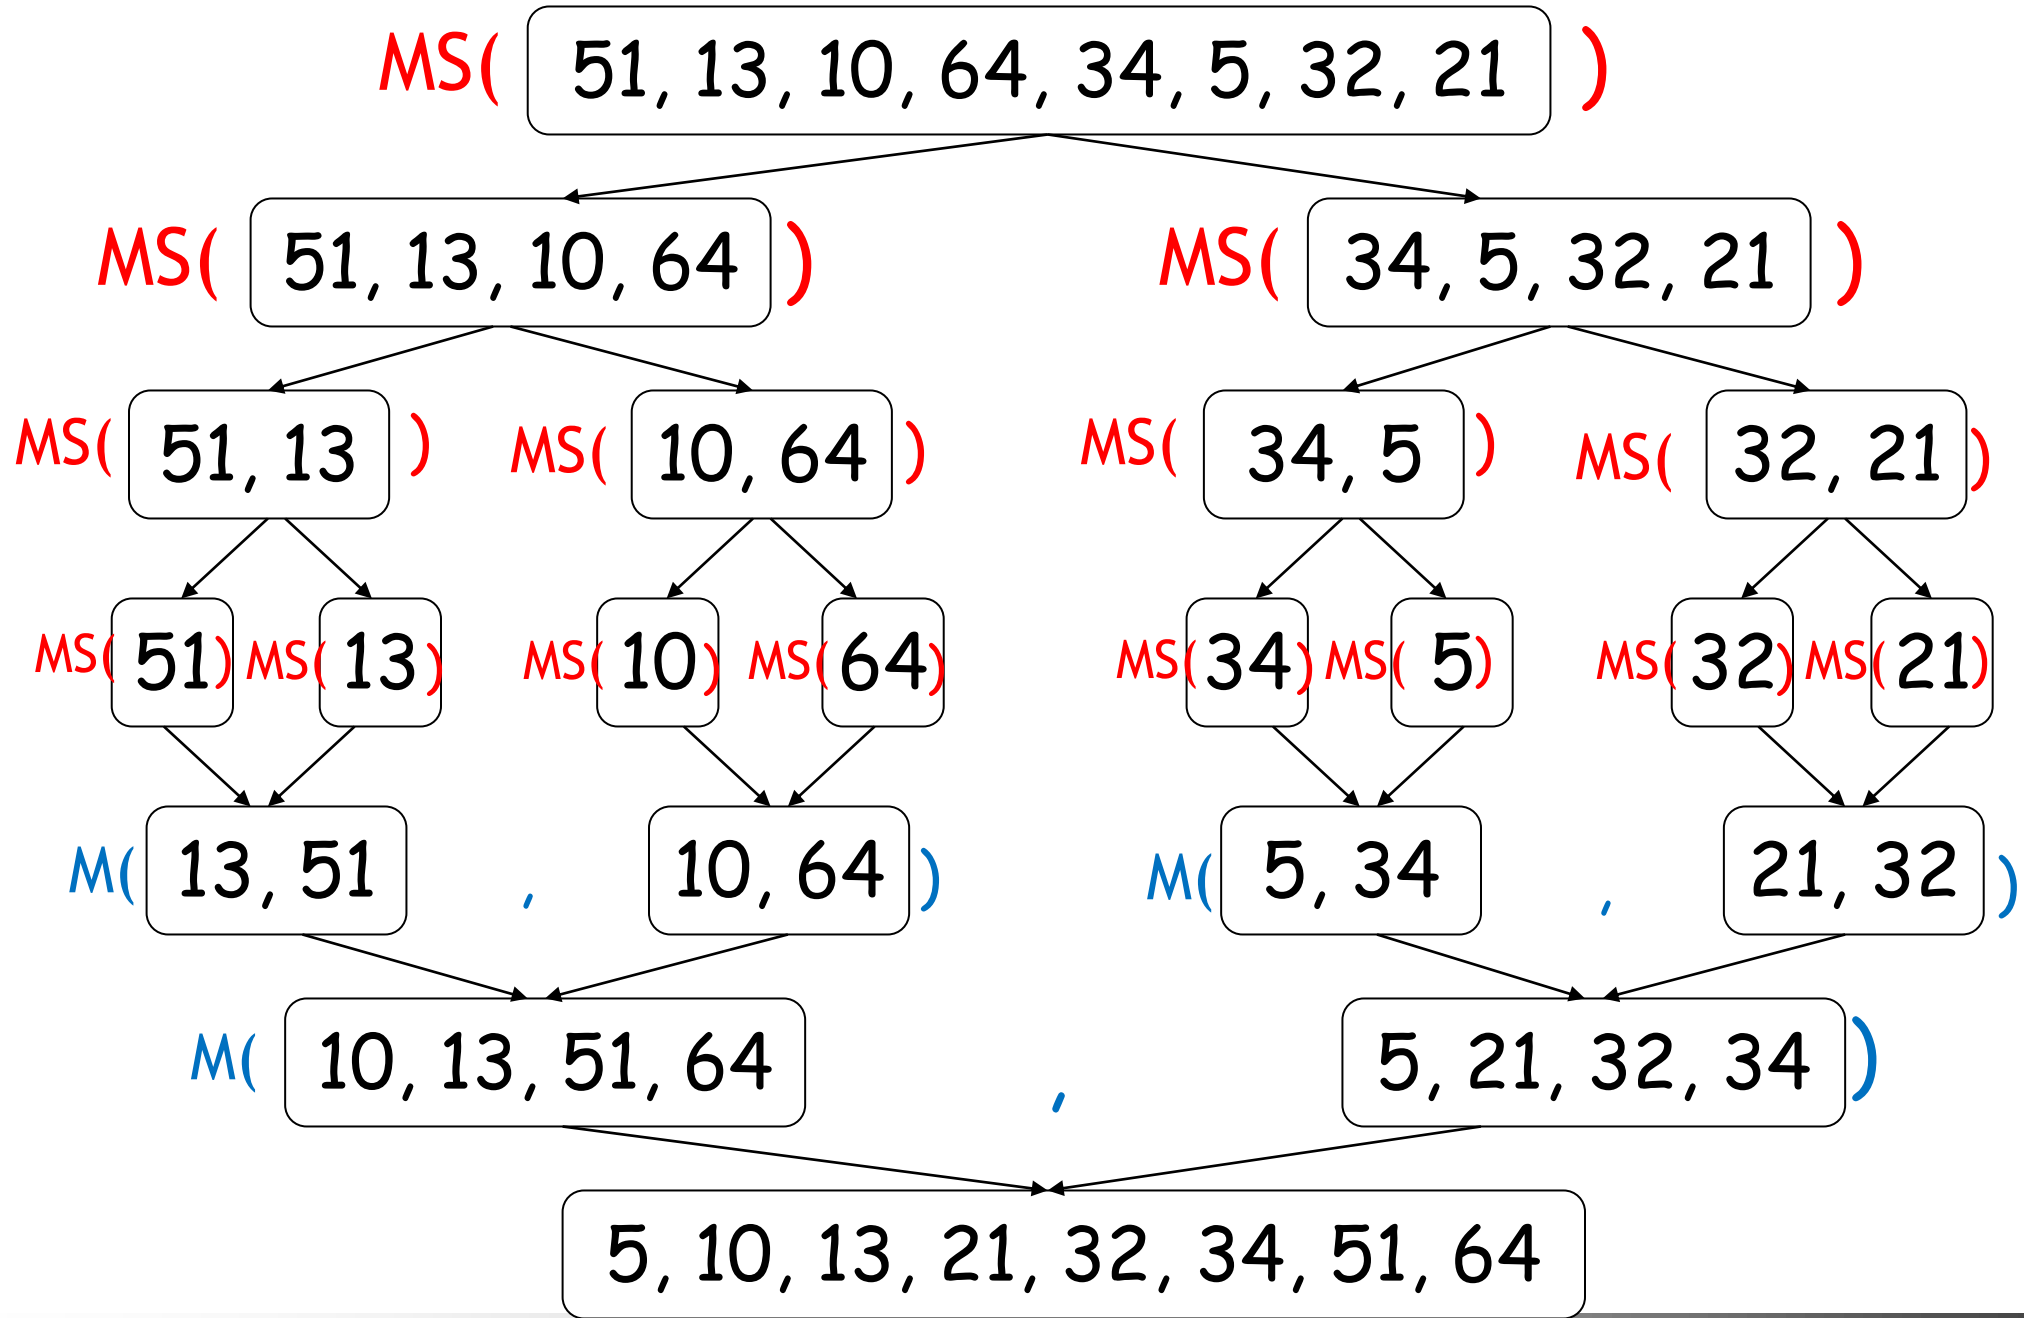 MS( 51, 13, 10, 64, 34, 5, 32, 21 )
MS( 51, 13, 10, 64 ) MS( 34, 5, 32, 21 )
MS( 51, 13 ) MS( 10, 64 ) MS( 34, 5 ) MS( 32, 21 )
MS( 51 ) MS( 13 ) MS( 10 ) MS( 64 ) MS( 34 ) MS( 5 ) MS( 32 ) MS( 21 )
M( 13, 51 , 10, 64 ) M( 5, 34 , 21, 32 )
M( 10, 13, 51, 64 , 5, 21, 32, 34 )
5, 10, 13, 21, 32, 34, 51, 64